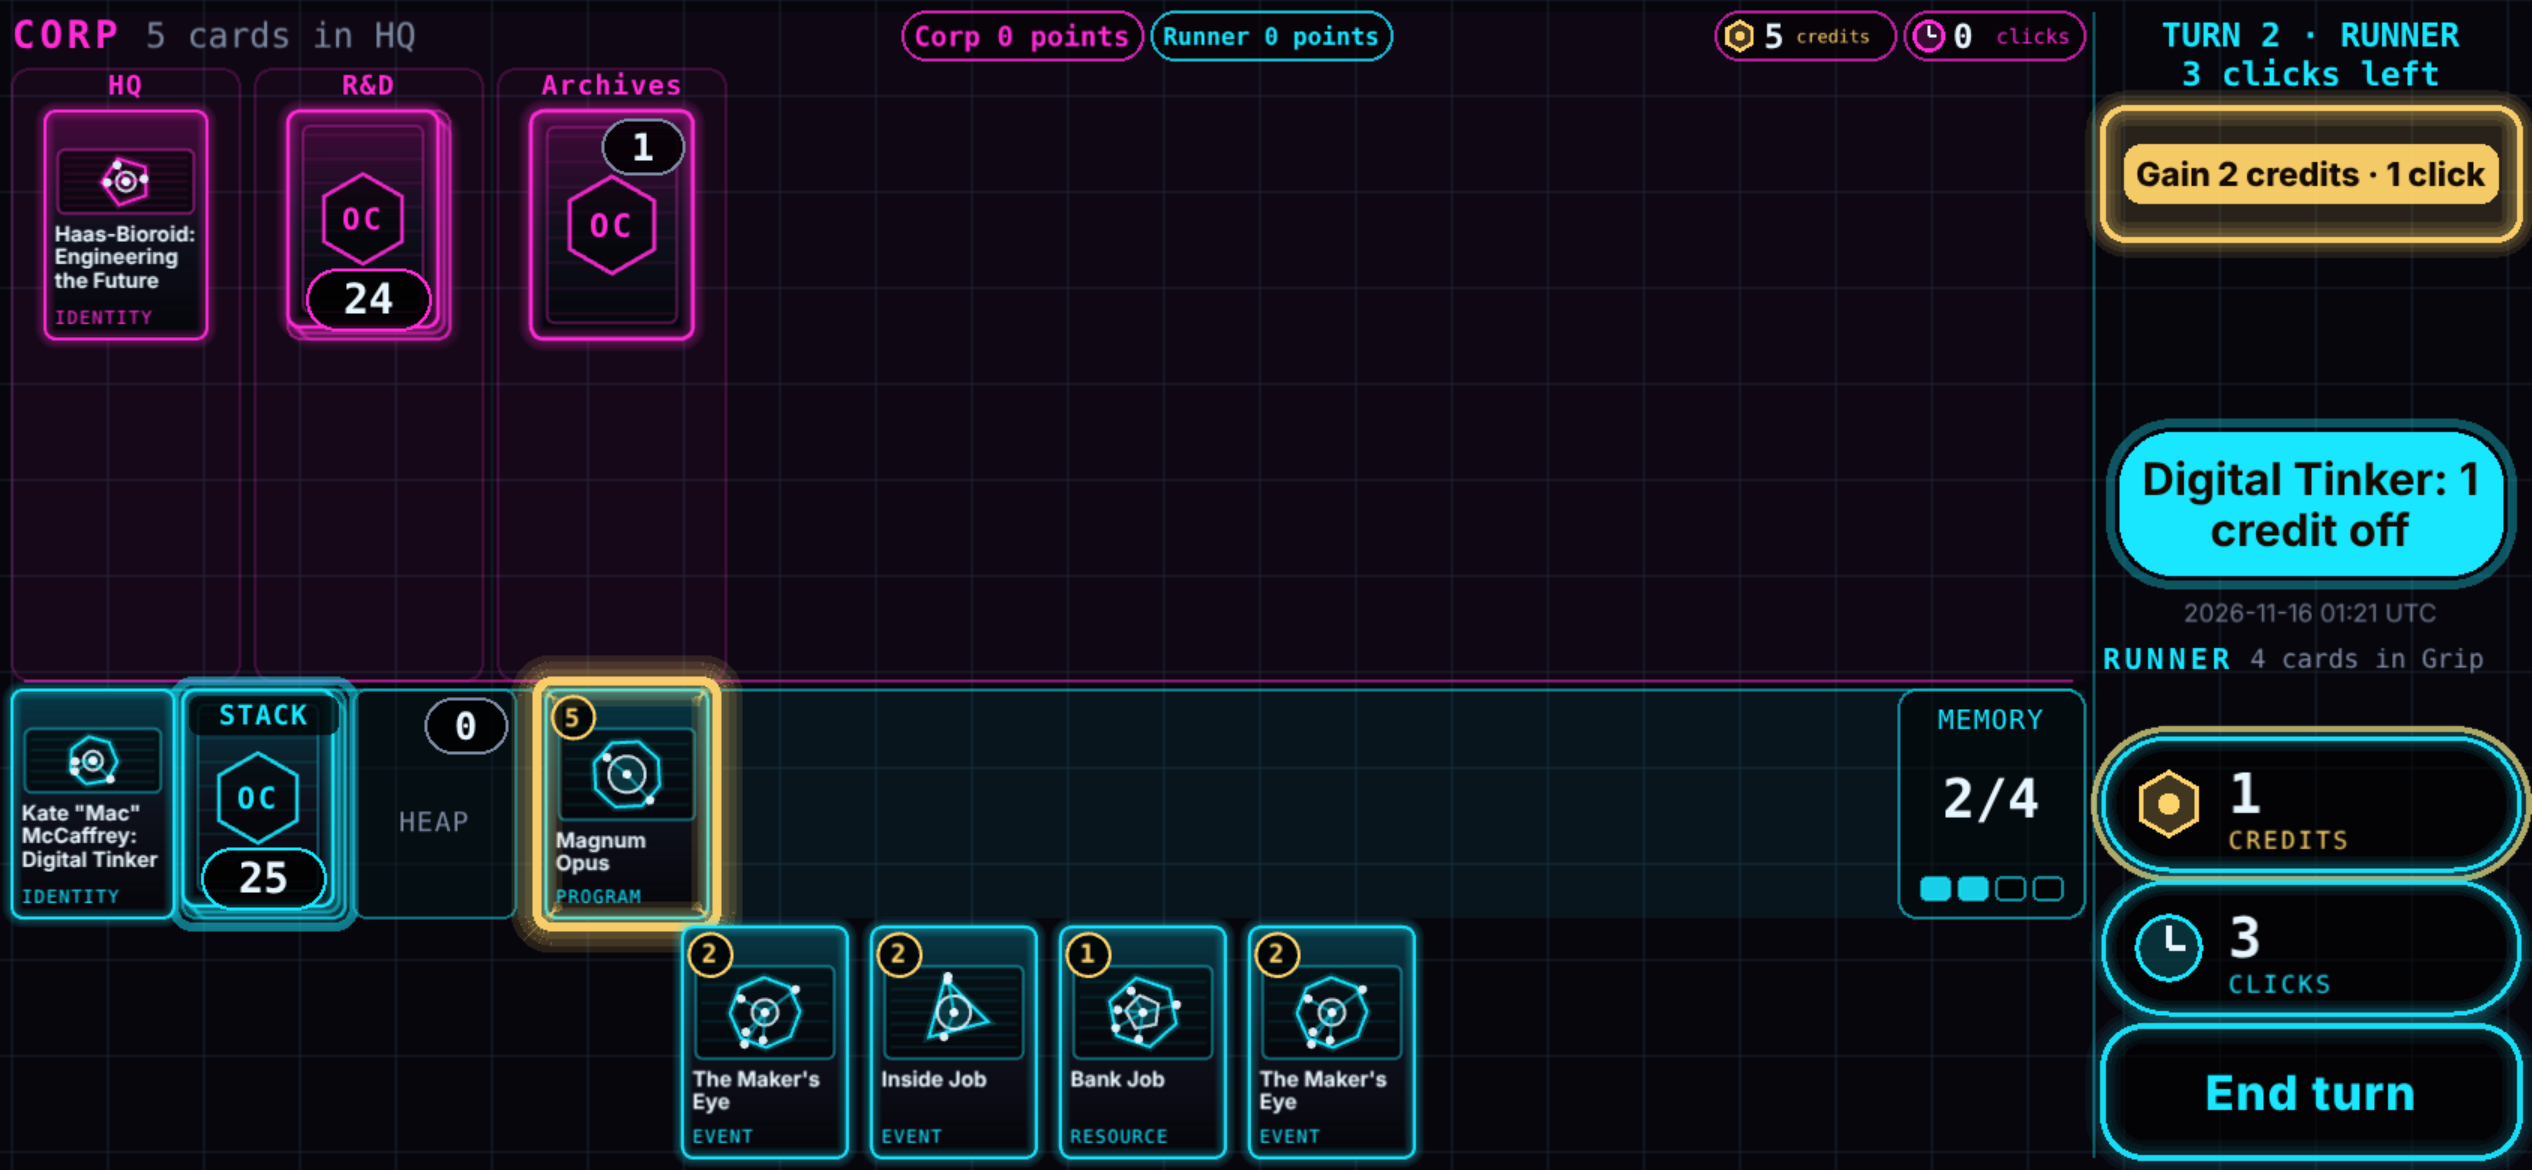 CORP 5 cards in HQ
Corp 0 points
Runner 0 points
5 credits
0 clicks
TURN 2 · RUNNER
3 clicks left
HQ
R&D
Archives
Haas-Bioroid:
Engineering
the Future
IDENTITY
OC
24
1
OC
Gain 2 credits · 1 click
Digital Tinker: 1
credit off
2026-11-16 01:21 UTC
RUNNER 4 cards in Grip
Kate "Mac"
McCaffrey:
Digital Tinker
IDENTITY
STACK
OC
25
0
HEAP
5
Magnum
Opus
PROGRAM
MEMORY
2/4
1
CREDITS
3
CLICKS
End turn
2
The Maker's
Eye
EVENT
2
Inside Job
EVENT
1
Bank Job
RESOURCE
2
The Maker's
Eye
EVENT